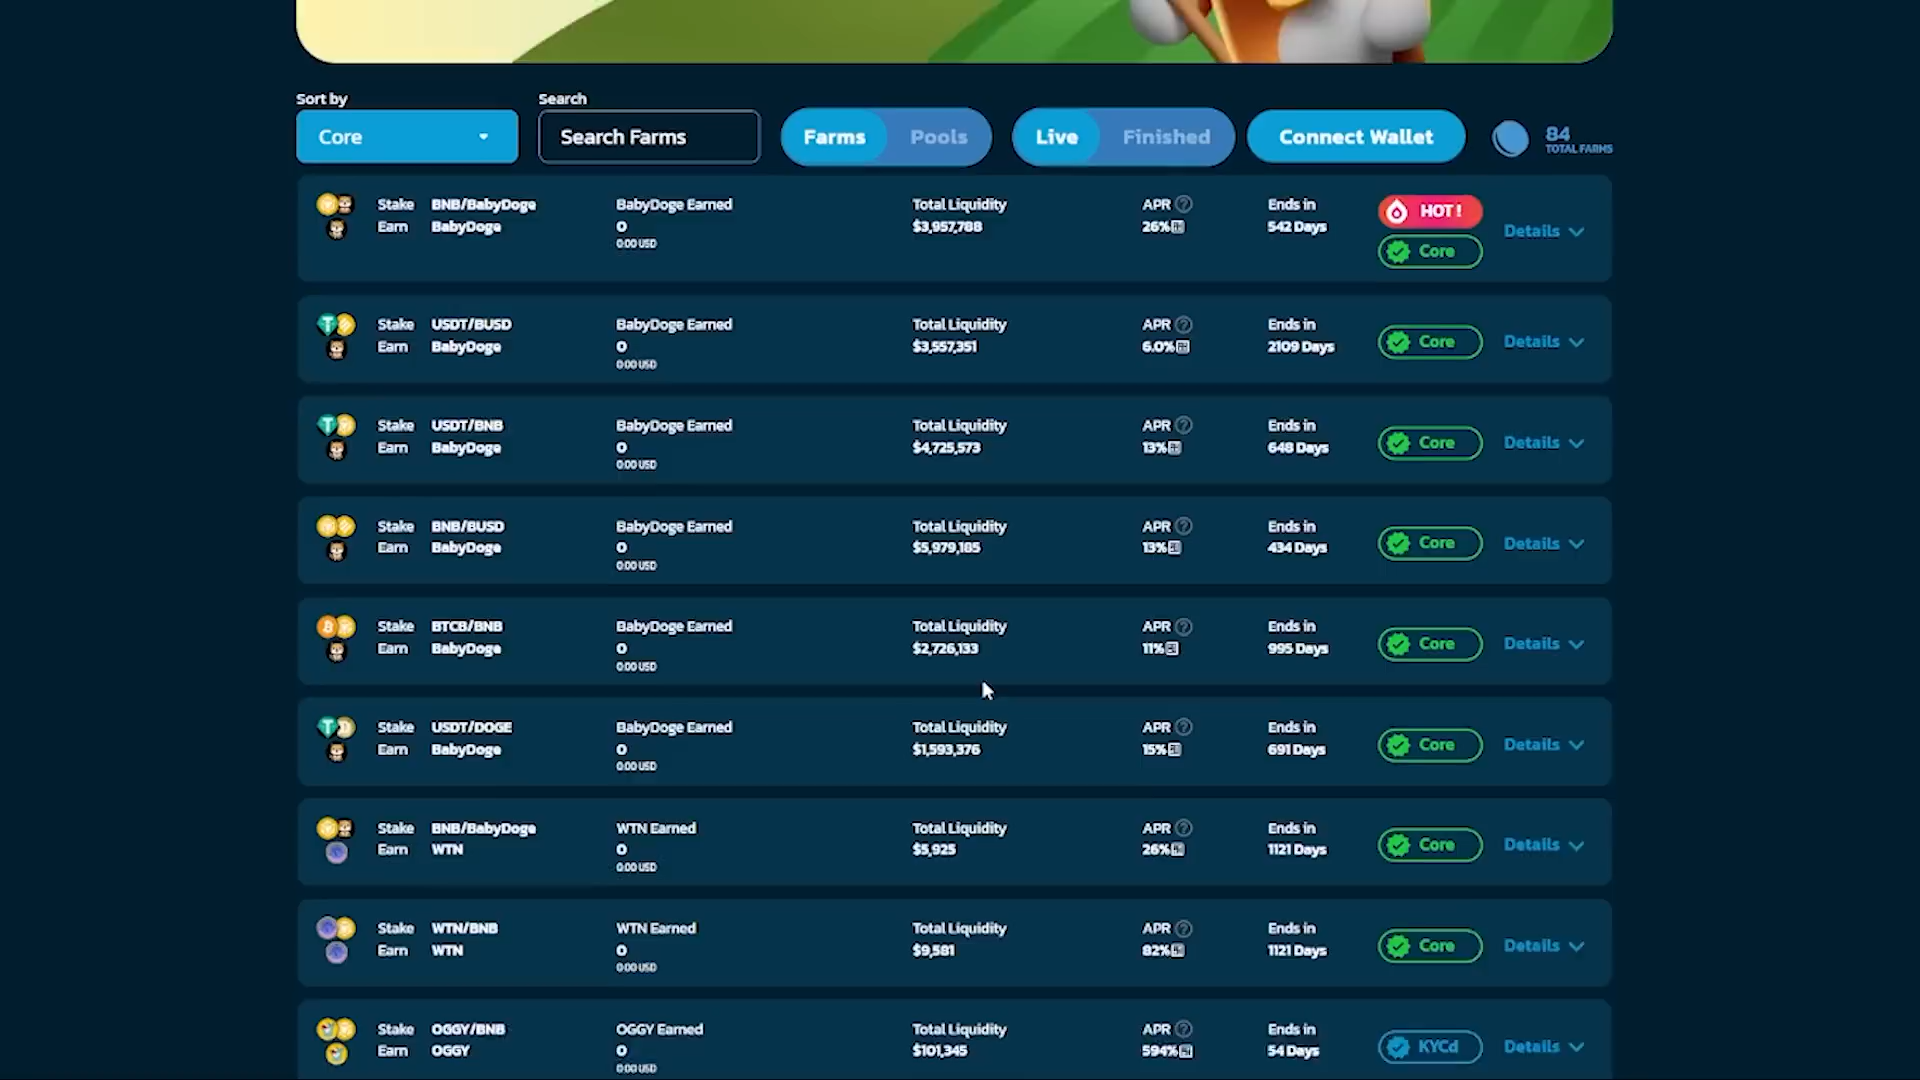 Sort by
Search
Core
Search Farms
Farms
Pools
Live
Finished
Connect Wallet
84
TOTAL FARMS
Stake BNB/BabyDoge
Earn BabyDoge
BabyDoge Earned
0
0.00 USD
Total Liquidity
$3,957,788
APR ?
26%
Ends in
542 Days
HOT !
Core
Details
Stake USDT/BUSD
Earn BabyDoge
BabyDoge Earned
0
0.00 USD
Total Liquidity
$3,557,351
APR ?
6.0%
Ends in
2109 Days
Core
Details
Stake USDT/BNB
Earn BabyDoge
BabyDoge Earned
0
0.00 USD
Total Liquidity
$4,725,573
APR ?
13%
Ends in
648 Days
Core
Details
Stake BNB/BUSD
Earn BabyDoge
BabyDoge Earned
0
0.00 USD
Total Liquidity
$5,979,185
APR ?
13%
Ends in
434 Days
Core
Details
Stake BTCB/BNB
Earn BabyDoge
BabyDoge Earned
0
0.00 USD
Total Liquidity
$2,726,133
APR ?
11%
Ends in
995 Days
Core
Details
Stake USDT/DOGE
Earn BabyDoge
BabyDoge Earned
0
0.00 USD
Total Liquidity
$1,593,376
APR ?
15%
Ends in
691 Days
Core
Details
Stake BNB/BabyDoge
Earn WTN
WTN Earned
0
0.00 USD
Total Liquidity
$5,925
APR ?
26%
Ends in
1121 Days
Core
Details
Stake WTN/BNB
Earn WTN
WTN Earned
0
0.00 USD
Total Liquidity
$9,581
APR ?
82%
Ends in
1121 Days
Core
Details
Stake OGGY/BNB
Earn OGGY
OGGY Earned
0
0.00 USD
Total Liquidity
$101,345
APR ?
594%
Ends in
54 Days
KYCd
Details